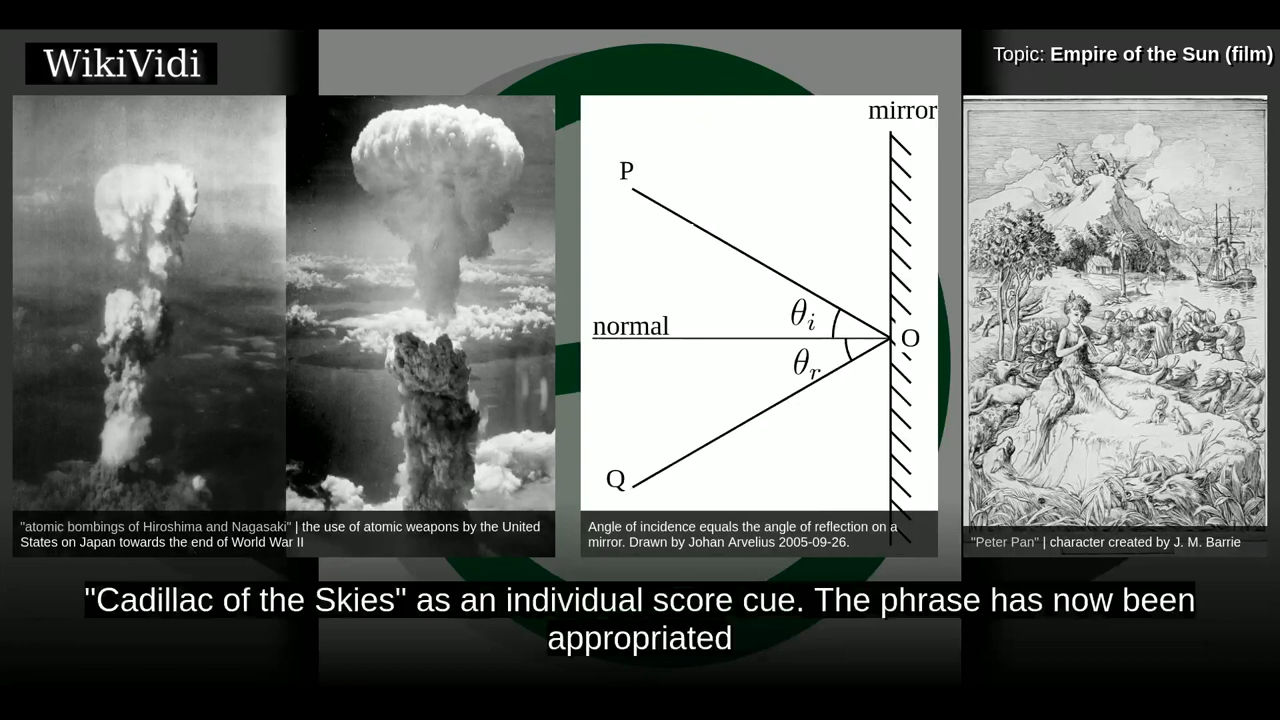 WikiVidi
Topic: Empire of the Sun (film)
mirror
P
θi
normal
O
θr
Q
"atomic bombings of Hiroshima and Nagasaki" | the use of atomic weapons by the United
States on Japan towards the end of World War II
Angle of incidence equals the angle of reflection on a
mirror. Drawn by Johan Arvelius 2005-09-26.
"Peter Pan" | character created by J. M. Barrie
"Cadillac of the Skies" as an individual score cue. The phrase has now been
appropriated